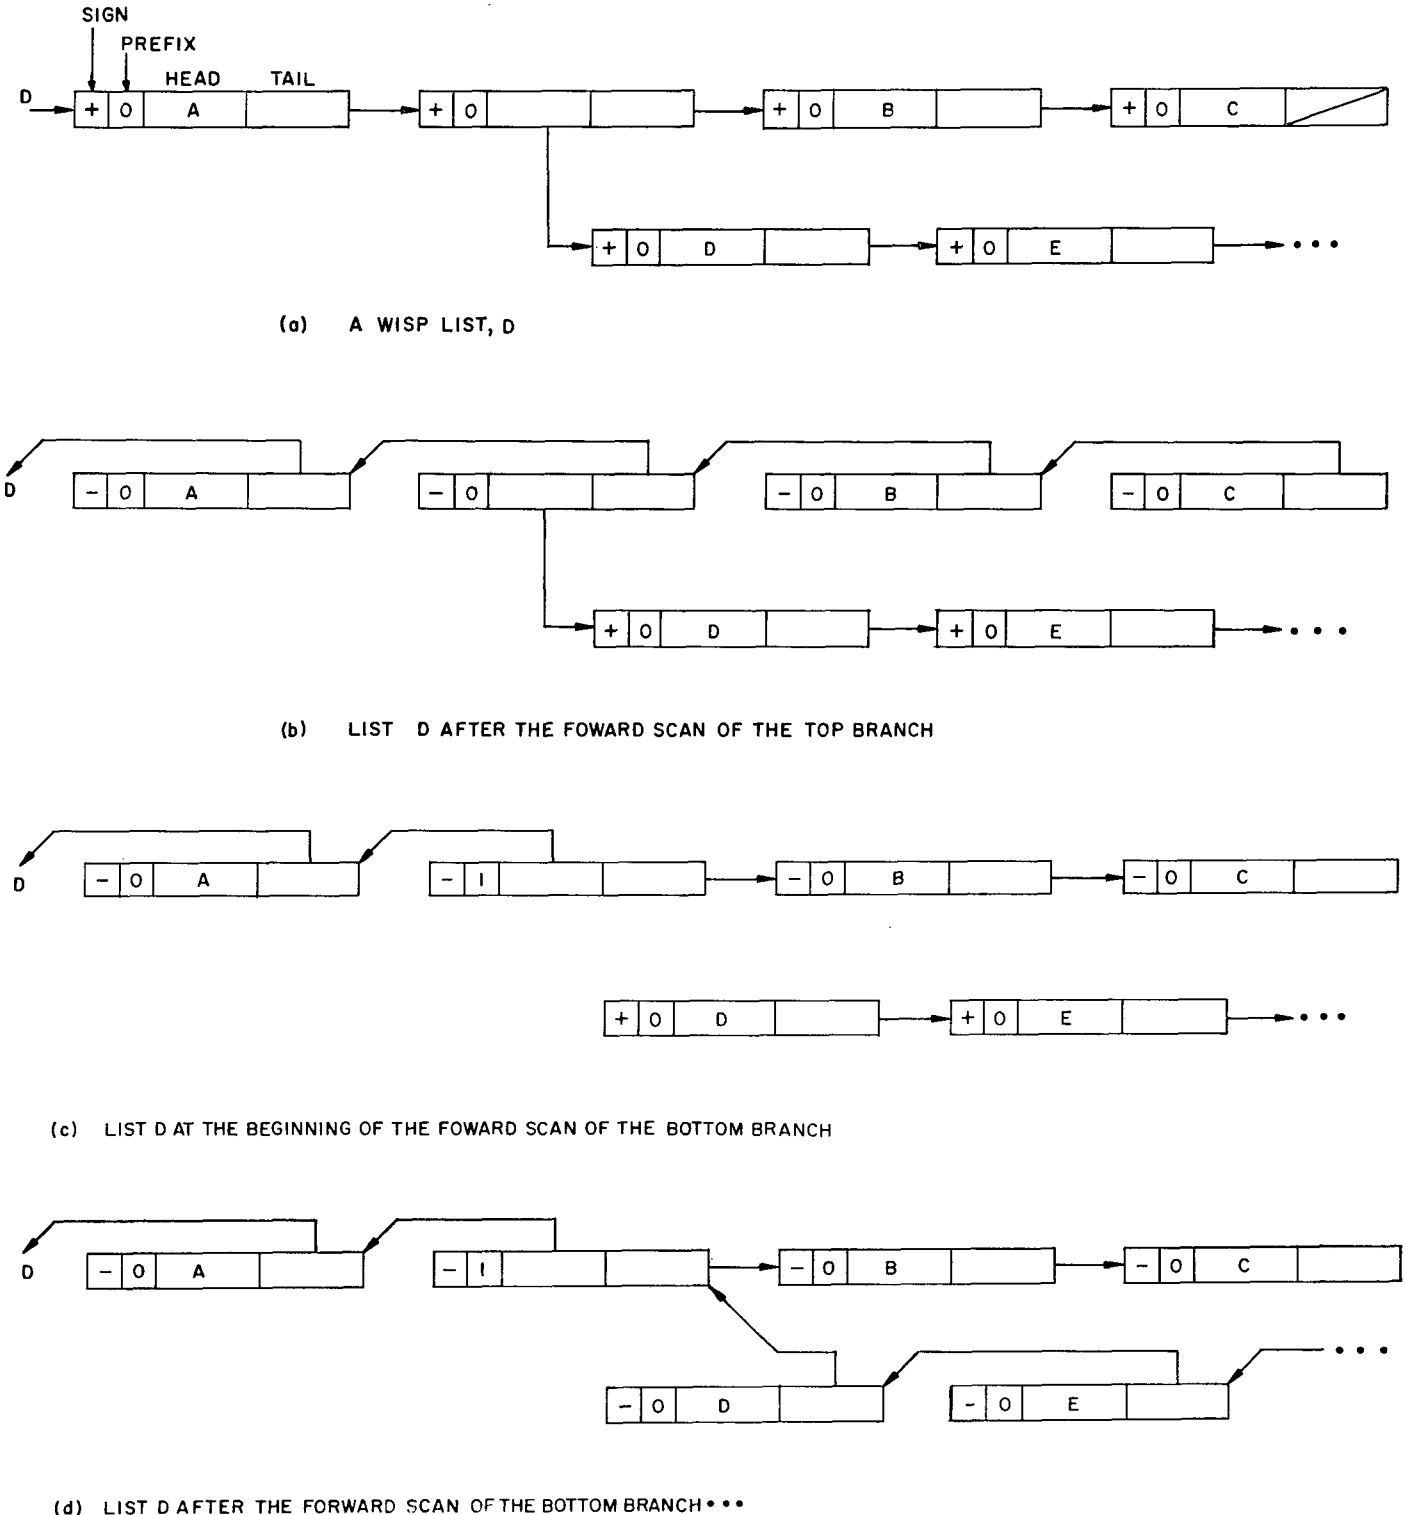 SIGN
PREFIX
HEAD TAIL
D + 0 A + 0 + 0 B + 0 C
+ 0 D + 0 E •••
(a) A WISP LIST, D
D - 0 A - 0 - 0 B - 0 C
+ 0 D + 0 E •••
(b) LIST D AFTER THE FOWARD SCAN OF THE TOP BRANCH
D - 0 A - 1 - 0 B - 0 C
+ 0 D + 0 E •••
(c) LIST D AT THE BEGINNING OF THE FOWARD SCAN OF THE BOTTOM BRANCH
D - 0 A - 1 - 0 B - 0 C
•••
- 0 D - 0 E
(d) LIST D AFTER THE FORWARD SCAN OF THE BOTTOM BRANCH •••